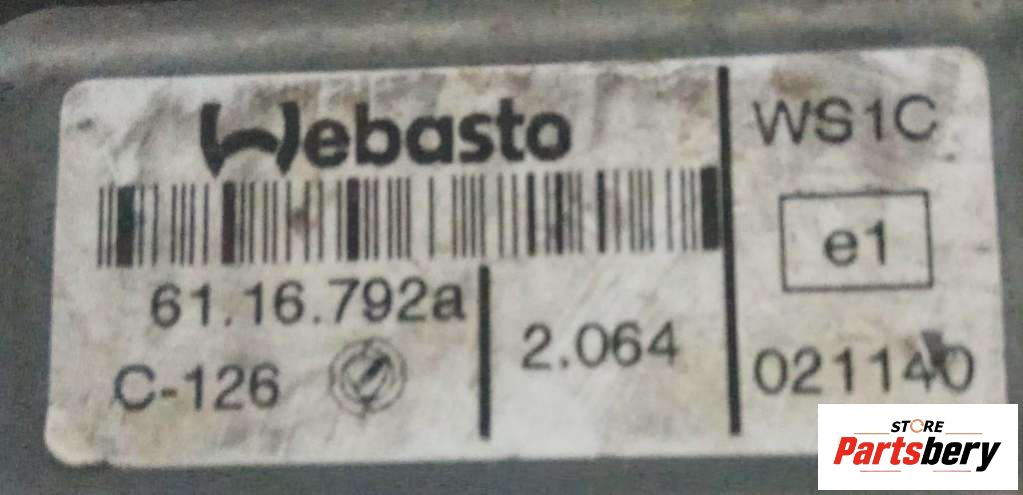 Webasto
61.16.792a
C-126
2.064
WS1C
e1
021140
STORE
Partsbery